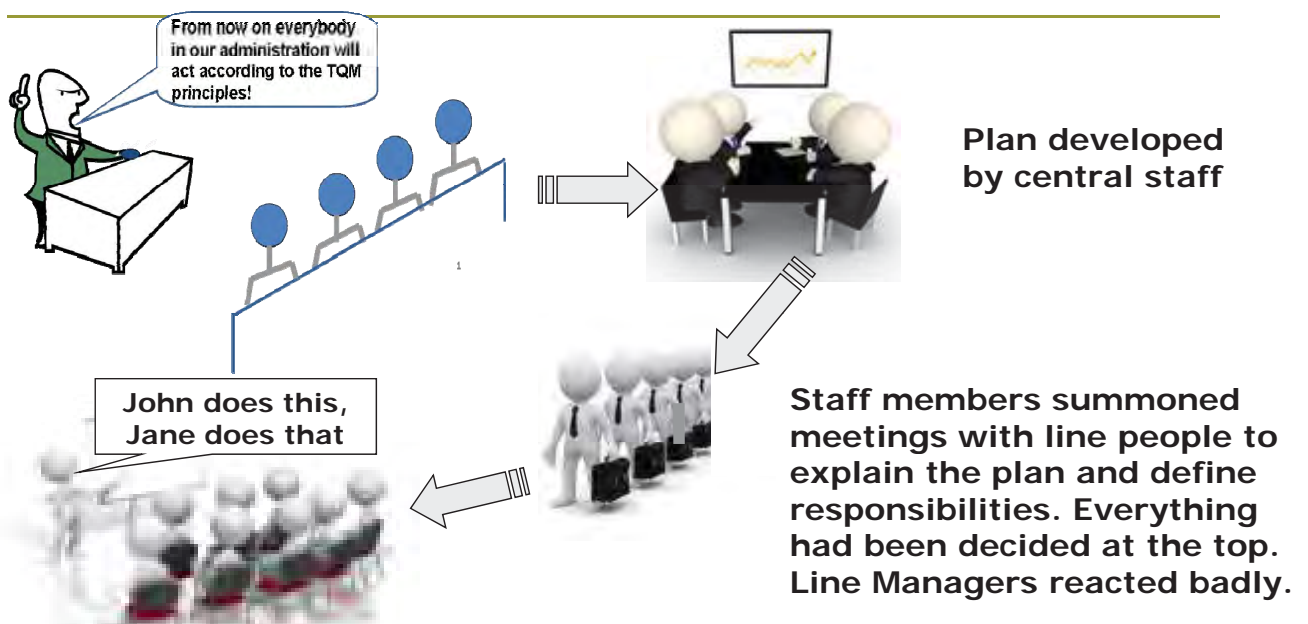 From now on everybody
in our administration will
act according to the TQM
principles!
1
Plan developed
by central staff
John does this,
Jane does that
Staff members summoned
meetings with line people to
explain the plan and define
responsibilities. Everything
had been decided at the top.
Line Managers reacted badly.